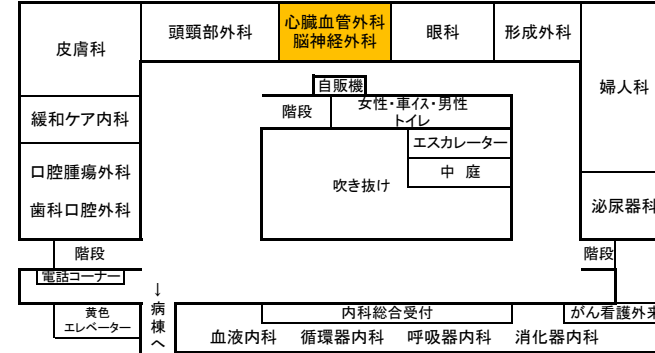 皮膚科
頭頸部外科
心臓血管外科
脳神経外科
眼科
形成外科
婦人科
自販機
階段
女性・車イス・男性
トイレ
緩和ケア内科
エスカレーター
中 庭
吹き抜け
口腔腫瘍外科
歯科口腔外科
泌尿器科
階段
階段
電話コーナー
↓
病
棟
へ
黄色
エレベーター
内科総合受付
がん看護外来
血液内科 循環器内科 呼吸器内科 消化器内科